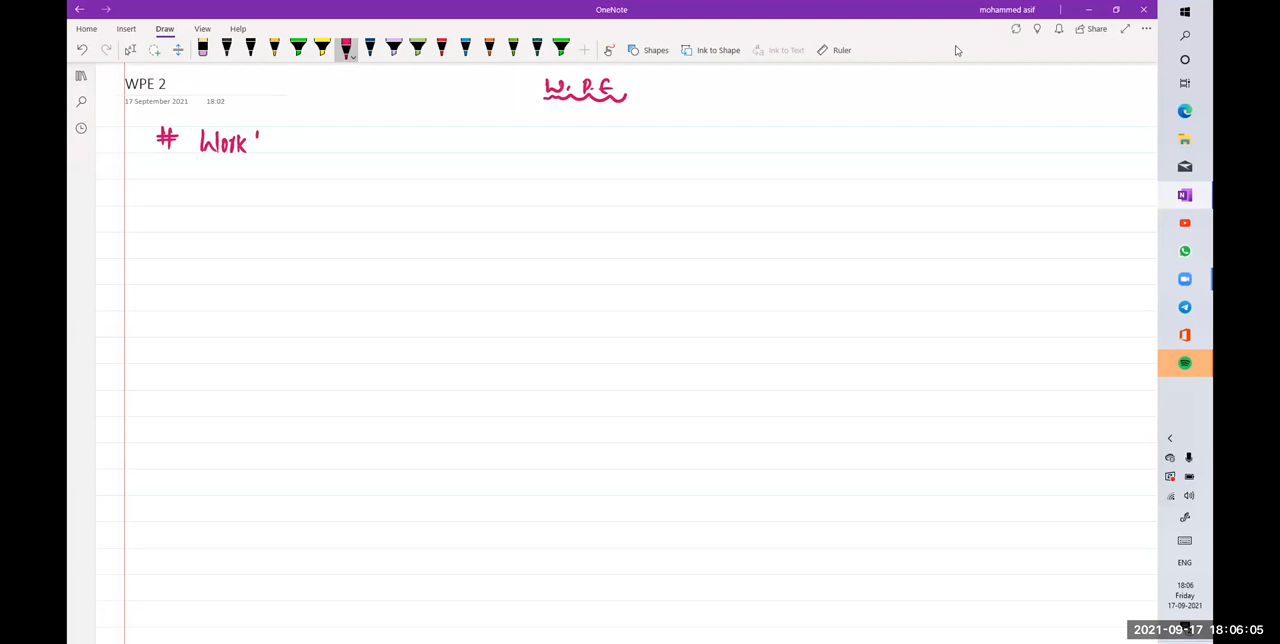 OneNote
mohammed asif
Home Insert Draw View Help
Shapes Ink to Shape Ink to Text Ruler
Share
WPE 2
17 September 2021 18:02
W. P. E
# Work
ENG
18:06
Friday
17-09-2021
2021-09-17 18:06:05